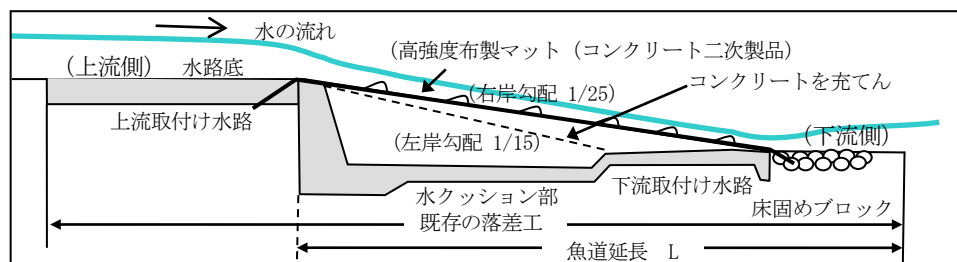 水の流れ
(高強度布製マット(コンクリート二次製品)
(上流側) 水路底
コンクリートを充てん
(右岸勾配 1/25)
上流取付け水路
(下流側)
(左岸勾配 1/15)
水クッション部
下流取付け水路
床固めブロック
既存の落差工
魚道延長 L